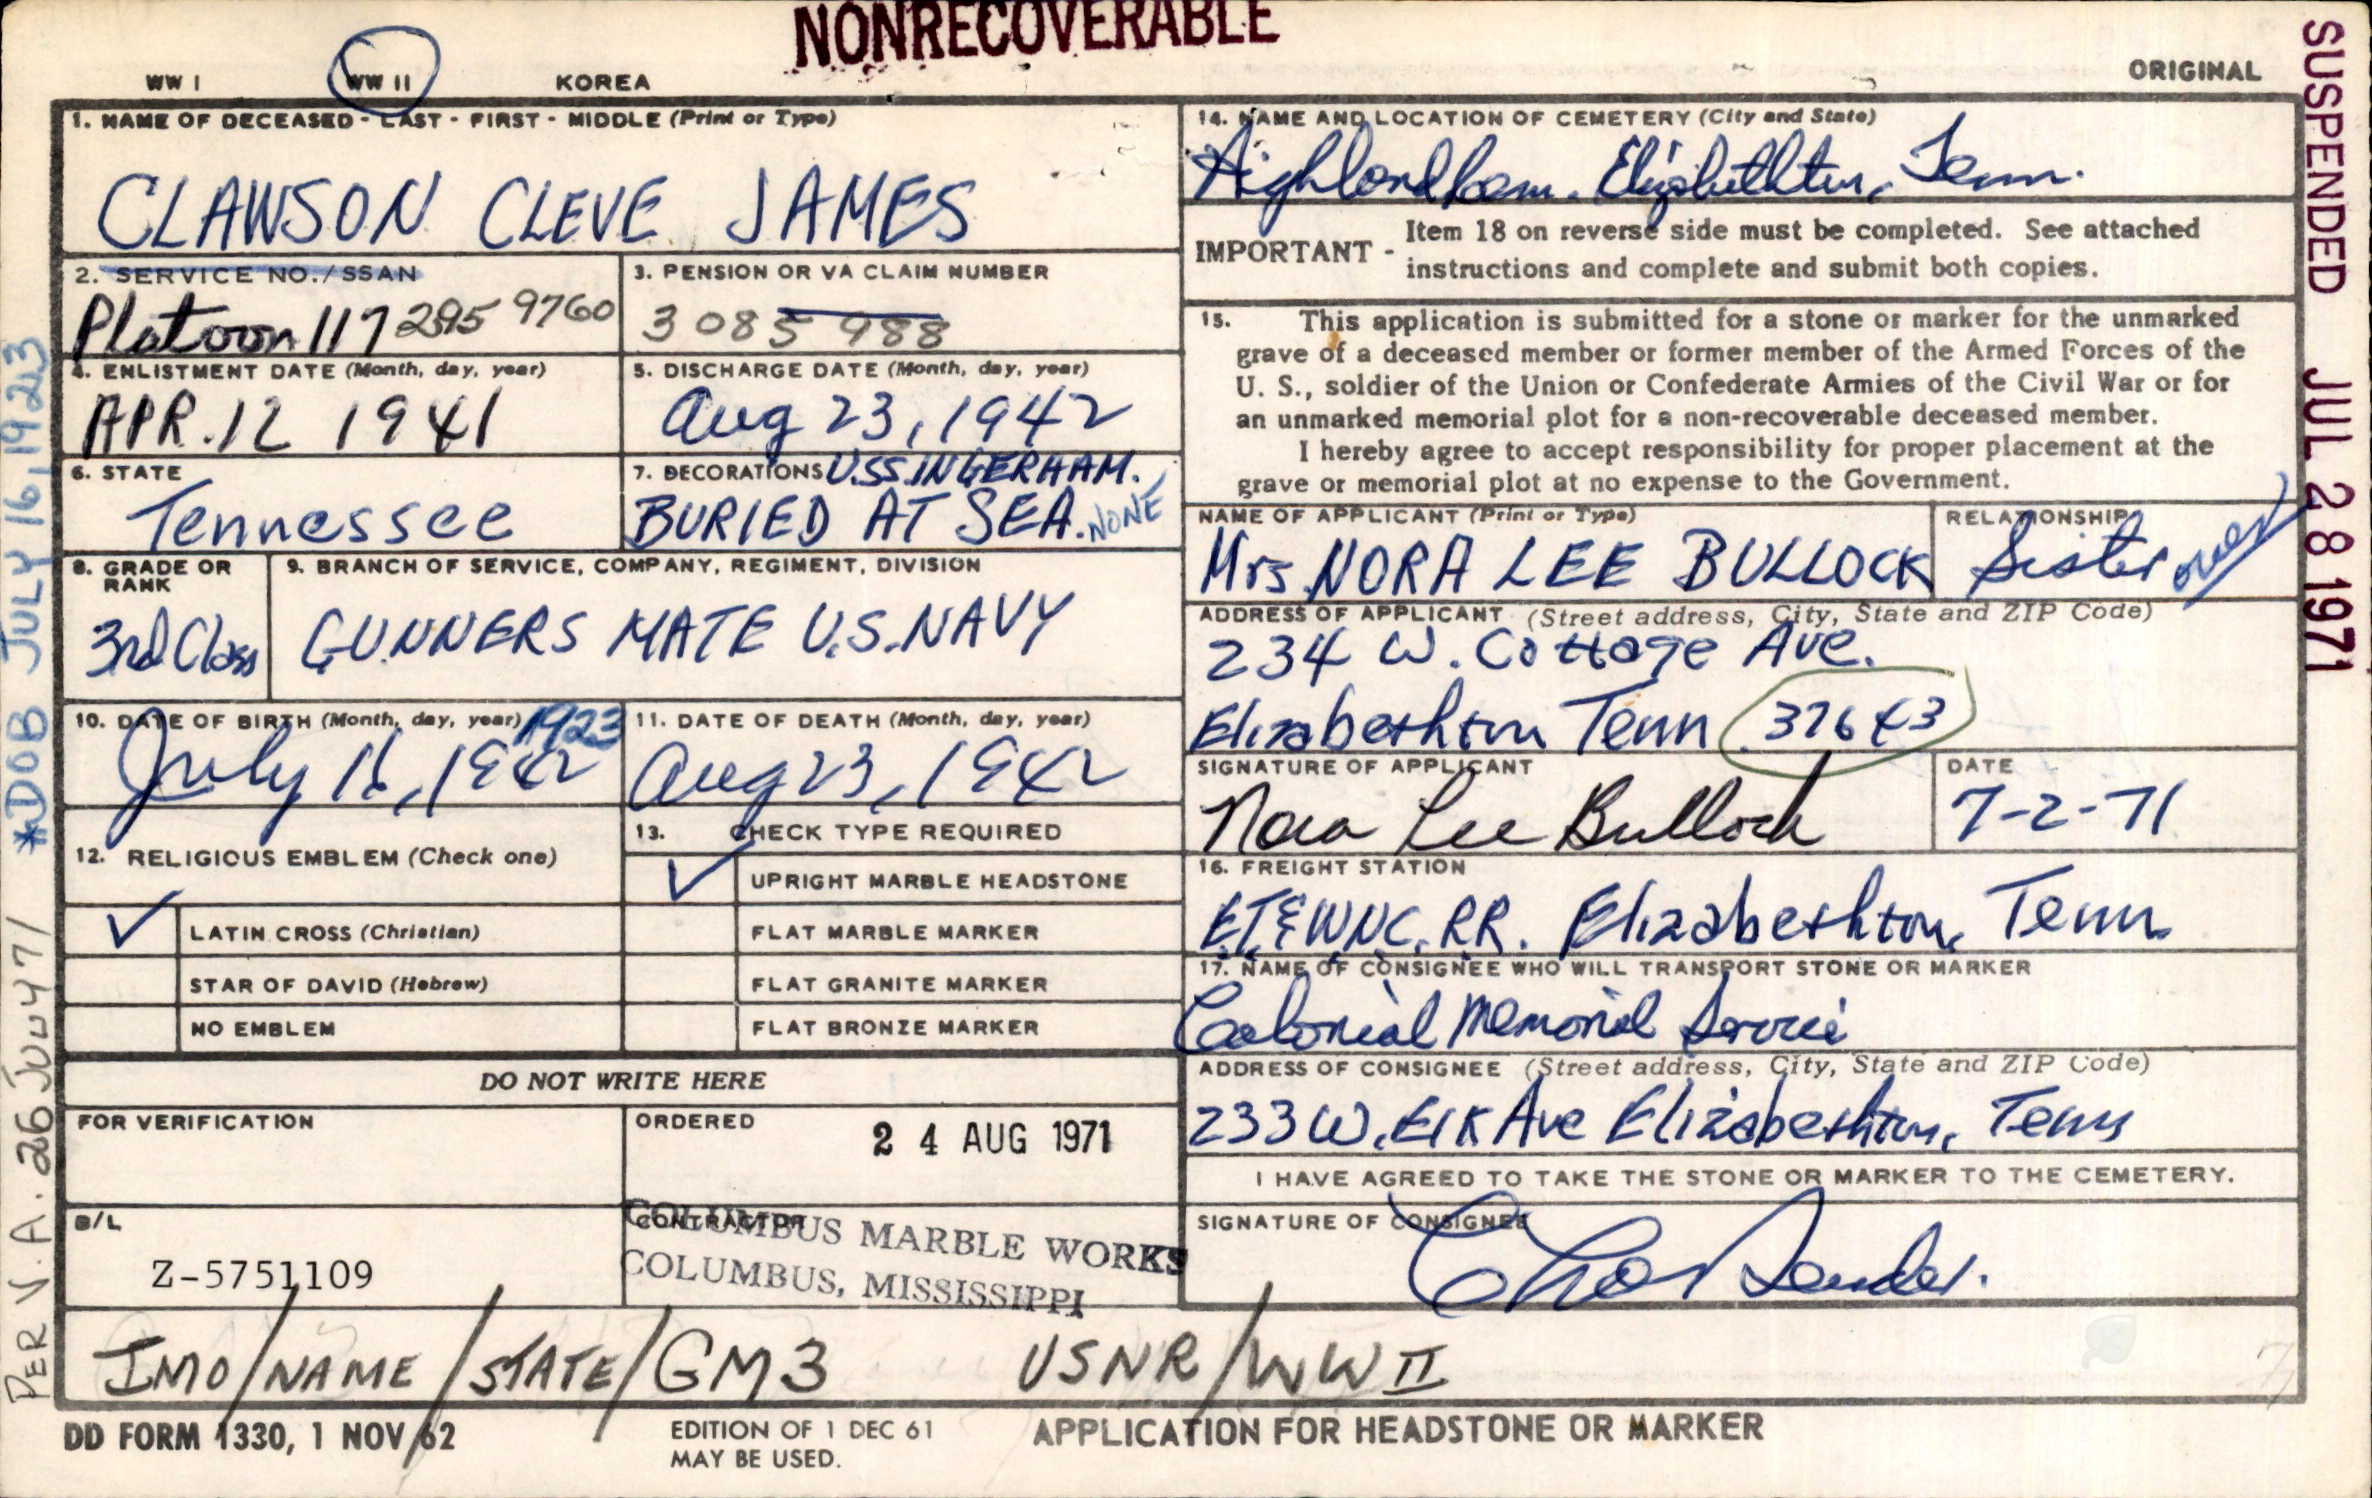 NONRECOVERABLE
WW I WW II KOREA
ORIGINAL
SUSPENDED JUL 28 1971
1. NAME OF DECEASED - LAST - FIRST - MIDDLE (Print or Type)
CLAWSON CLEVE JAMES
2. SERVICE NO./SSAN
Platoon 117 295 9760
3. PENSION OR VA CLAIM NUMBER
3085 988
4. ENLISTMENT DATE (Month, day, year)
APR. 12 1941
5. DISCHARGE DATE (Month, day, year)
Aug 23, 1942
6. STATE
Tennessee
7. DECORATIONS U.S.S. INGERHAM.
BURIED AT SEA. NONE
8. GRADE OR RANK
3rd Class
9. BRANCH OF SERVICE, COMPANY, REGIMENT, DIVISION
GUNNERS MATE U.S. NAVY
10. DATE OF BIRTH (Month, day, year) 1923
July 16, 1942
11. DATE OF DEATH (Month, day, year)
Aug 23, 1942
12. RELIGIOUS EMBLEM (Check one)
✓ LATIN CROSS (Christian)
STAR OF DAVID (Hebrew)
NO EMBLEM
13. CHECK TYPE REQUIRED
✓ UPRIGHT MARBLE HEADSTONE
FLAT MARBLE MARKER
FLAT GRANITE MARKER
FLAT BRONZE MARKER
DO NOT WRITE HERE
FOR VERIFICATION
ORDERED
24 AUG 1971
B/L
Z-5751109
CONTRACTOR
COLUMBUS MARBLE WORKS
COLUMBUS, MISSISSIPPI
14. NAME AND LOCATION OF CEMETERY (City and State)
Elizabethton, Tenn.
IMPORTANT - Item 18 on reverse side must be completed. See attached
instructions and complete and submit both copies.
15. This application is submitted for a stone or marker for the unmarked
grave of a deceased member or former member of the Armed Forces of the
U. S., soldier of the Union or Confederate Armies of the Civil War or for
an unmarked memorial plot for a non-recoverable deceased member.
I hereby agree to accept responsibility for proper placement at the
grave or memorial plot at no expense to the Government.
NAME OF APPLICANT (Print or Type)
Mrs NORA LEE BULLOCK
RELATIONSHIP
Sister over
ADDRESS OF APPLICANT (Street address, City, State and ZIP Code)
234 W. Cottage Ave.
Elizabethton Tenn 37643
SIGNATURE OF APPLICANT
Nora Lee Bullock
DATE
7-2-71
16. FREIGHT STATION
ET&WNC. RR. Elizabethton, Tenn
17. NAME OF CONSIGNEE WHO WILL TRANSPORT STONE OR MARKER
Colonial Memorial Service
ADDRESS OF CONSIGNEE (Street address, City, State and ZIP Code)
233 W. Elk Ave Elizabethton, Tenn
I HAVE AGREED TO TAKE THE STONE OR MARKER TO THE CEMETERY.
SIGNATURE OF CONSIGNEE
IMO/NAME/STATE/GM3 USNR/WW II
DD FORM 1330, 1 NOV 62
EDITION OF 1 DEC 61
MAY BE USED.
APPLICATION FOR HEADSTONE OR MARKER
PER V.A. 26 July 71 *DOB JULY 16, 1923